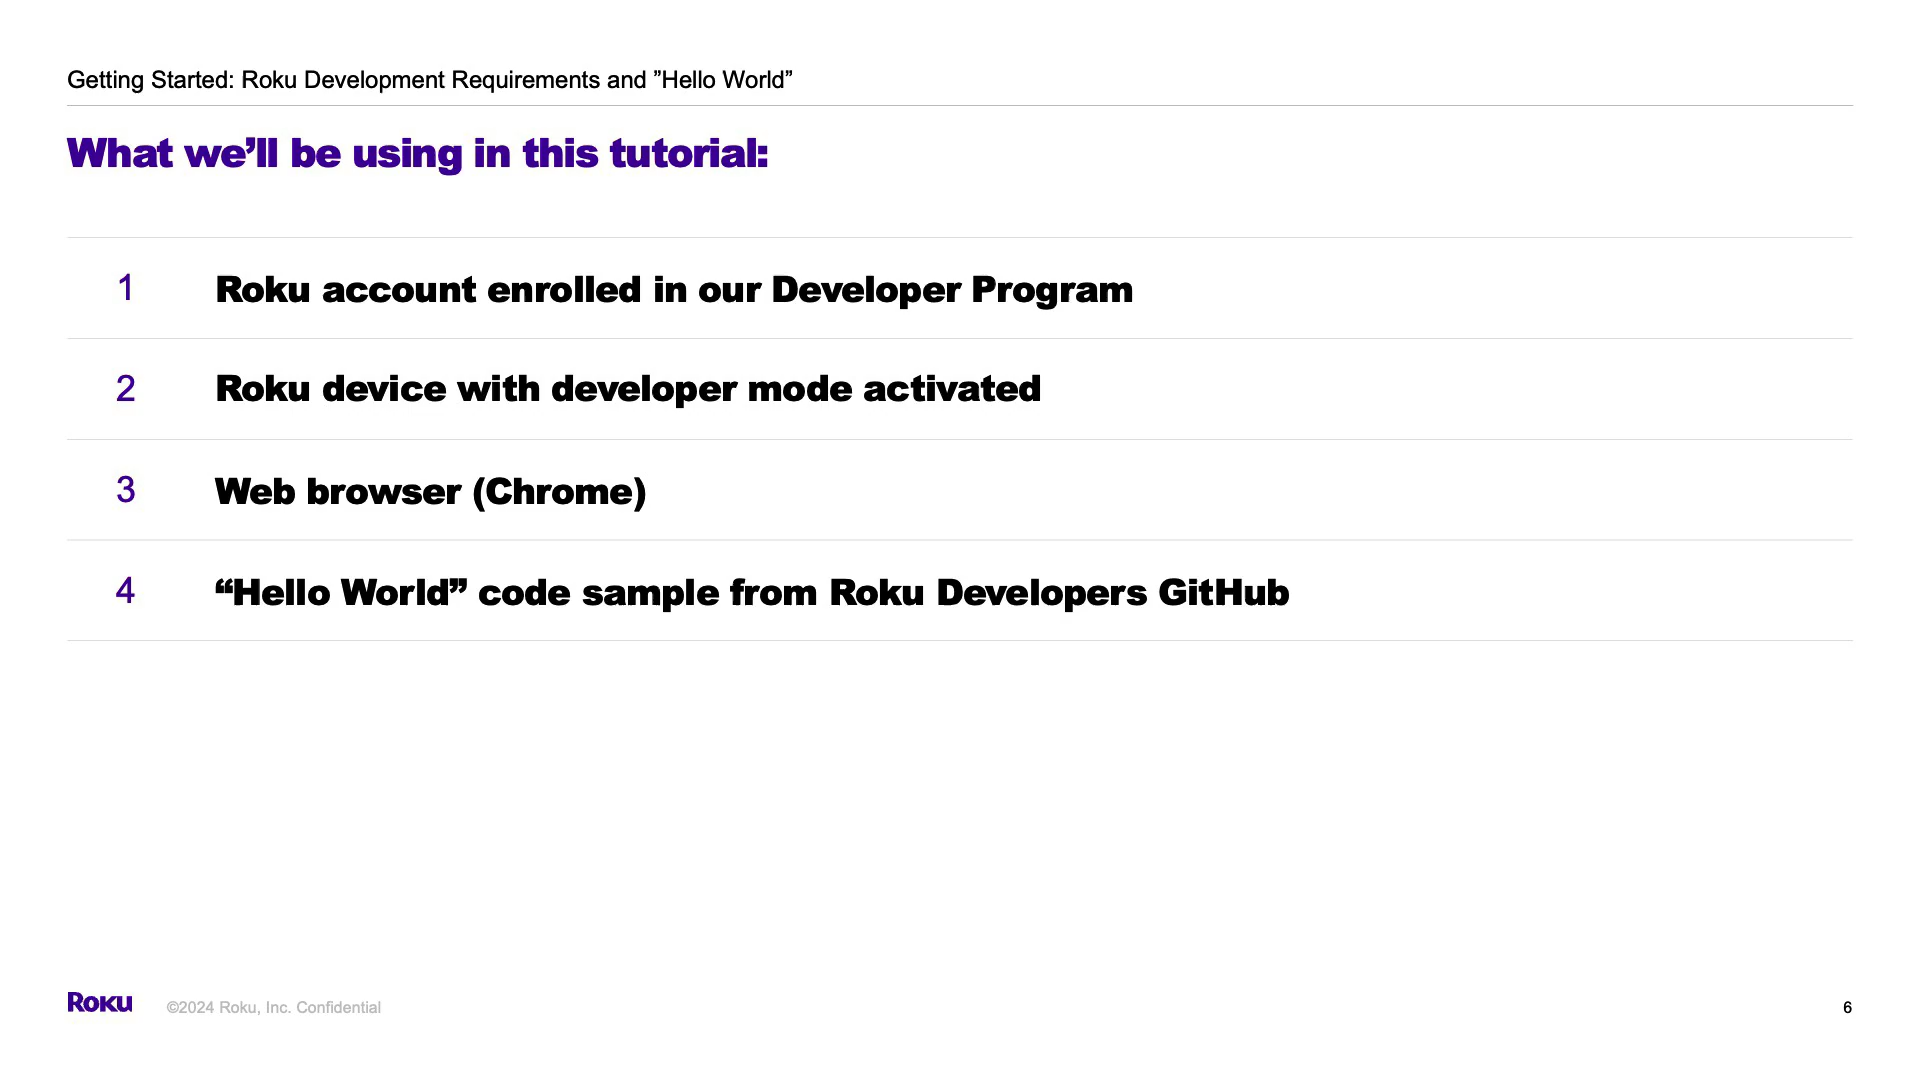 Getting Started: Roku Development Requirements and ”Hello World”
What we’ll be using in this tutorial:
1 Roku account enrolled in our Developer Program
2 Roku device with developer mode activated
3 Web browser (Chrome)
4 “Hello World” code sample from Roku Developers GitHub
Roku ©2024 Roku, Inc. Confidential 6